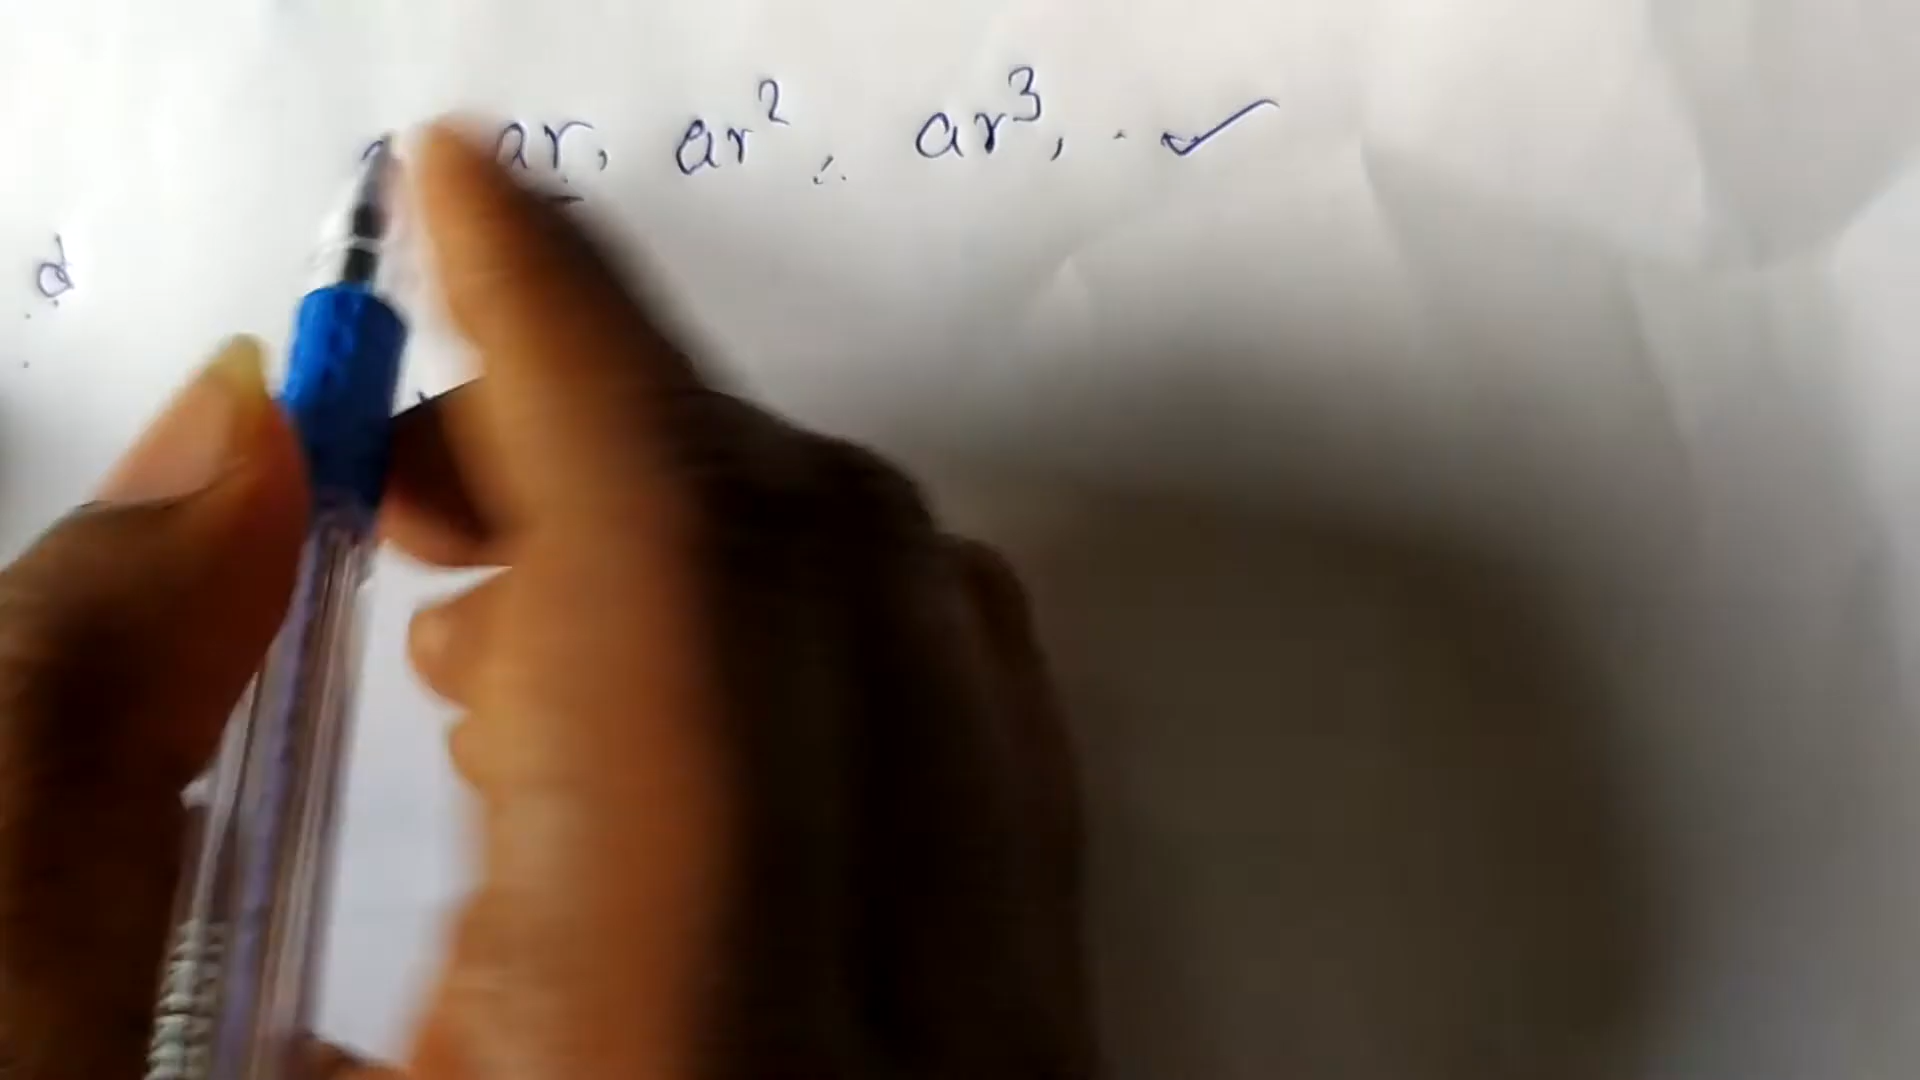 ar, ar², ar³, . ✓
d